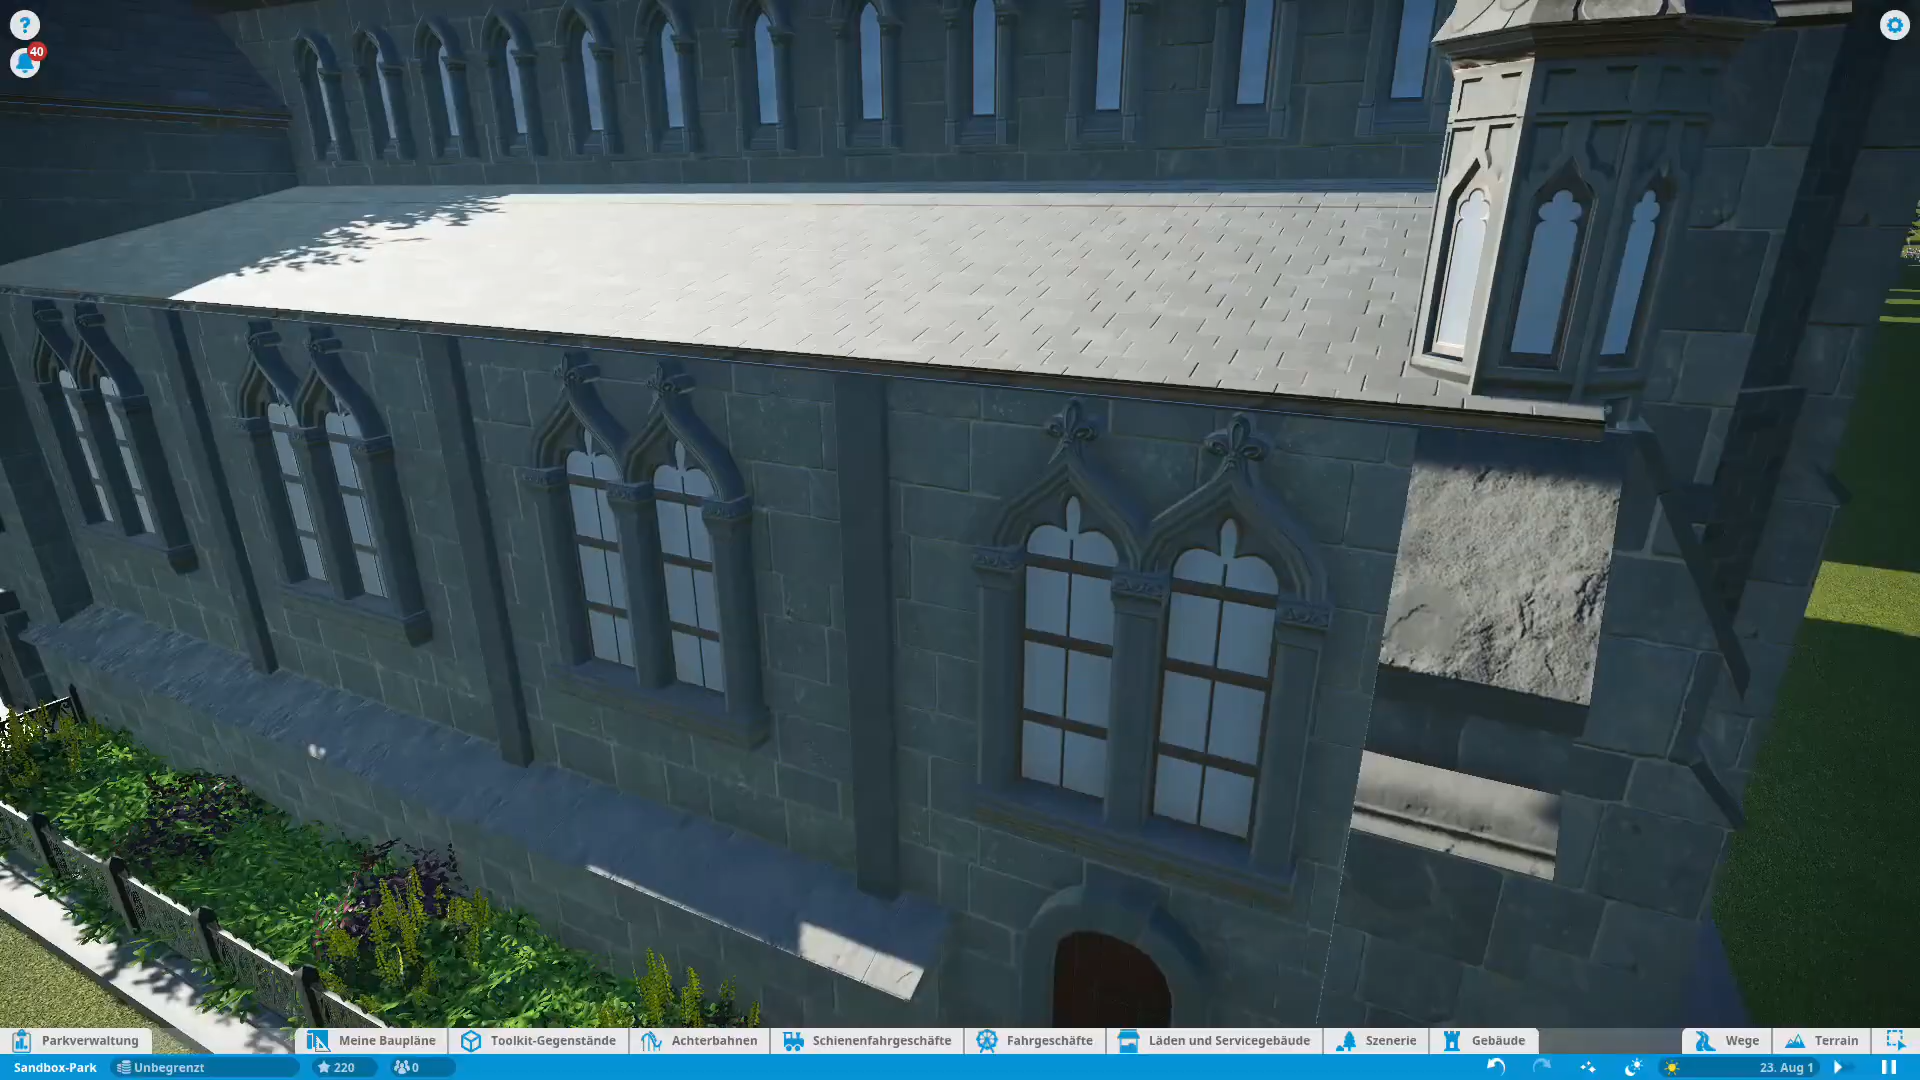 ?
40
Parkverwaltung
Meine Baupläne
Toolkit-Gegenstände
Achterbahnen
Schienenfahrgeschäfte
Fahrgeschäfte
Läden und Servicegebäude
Szenerie
Gebäude
Wege
Terrain
Sandbox-Park
Unbegrenzt
220
0
23. Aug 1